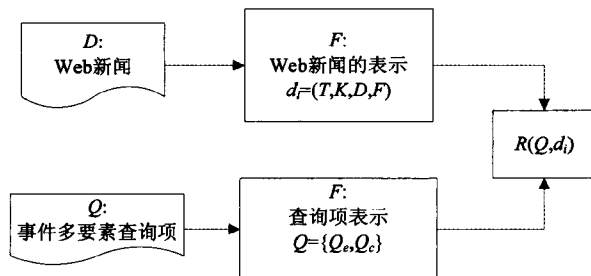 D:
Web新闻
F:
Web新闻的表示
di=(T,K,D,F)
R(Q,di)
Q:
事件多要素查询项
F:
查询项表示
Q={Qe,Qc}